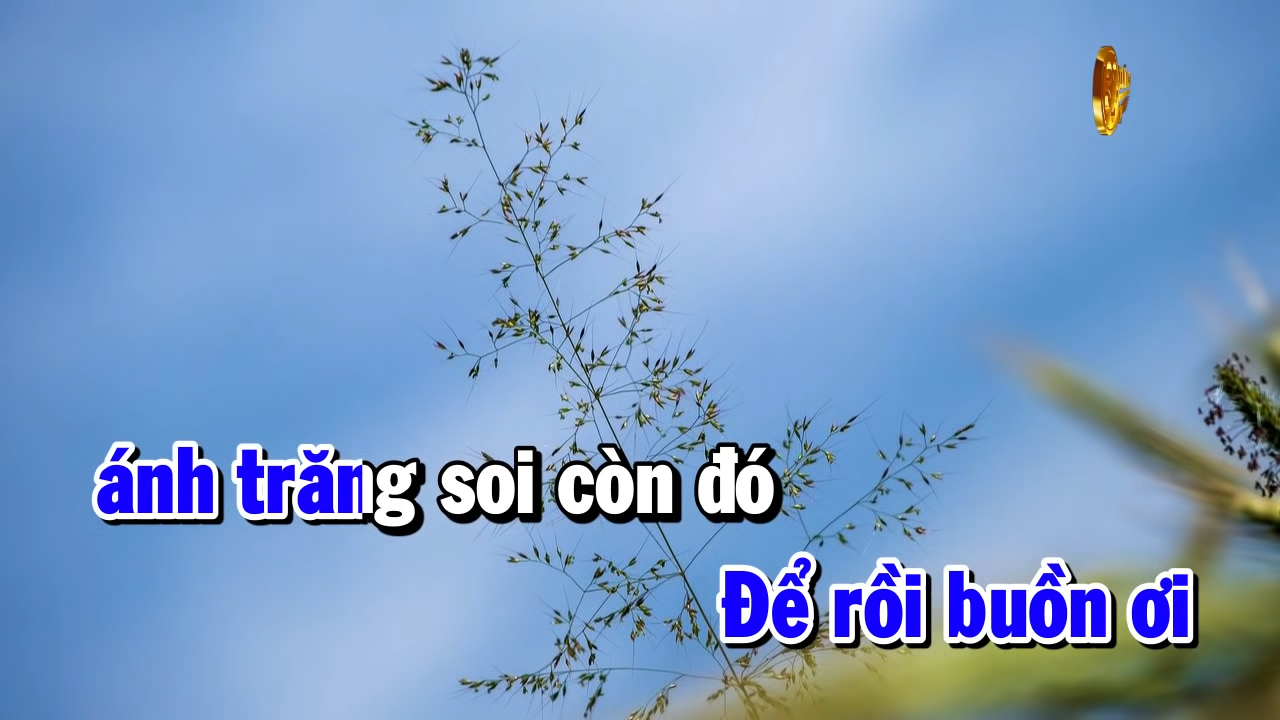 ánh trăng soi còn đó
Để rồi buồn ơi